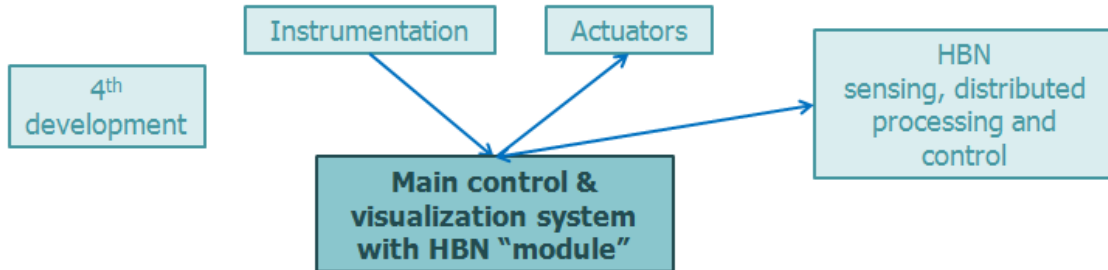 Instrumentation
Actuators
4th
development
HBN
sensing, distributed
processing and
control
Main control &
visualization system
with HBN “module”